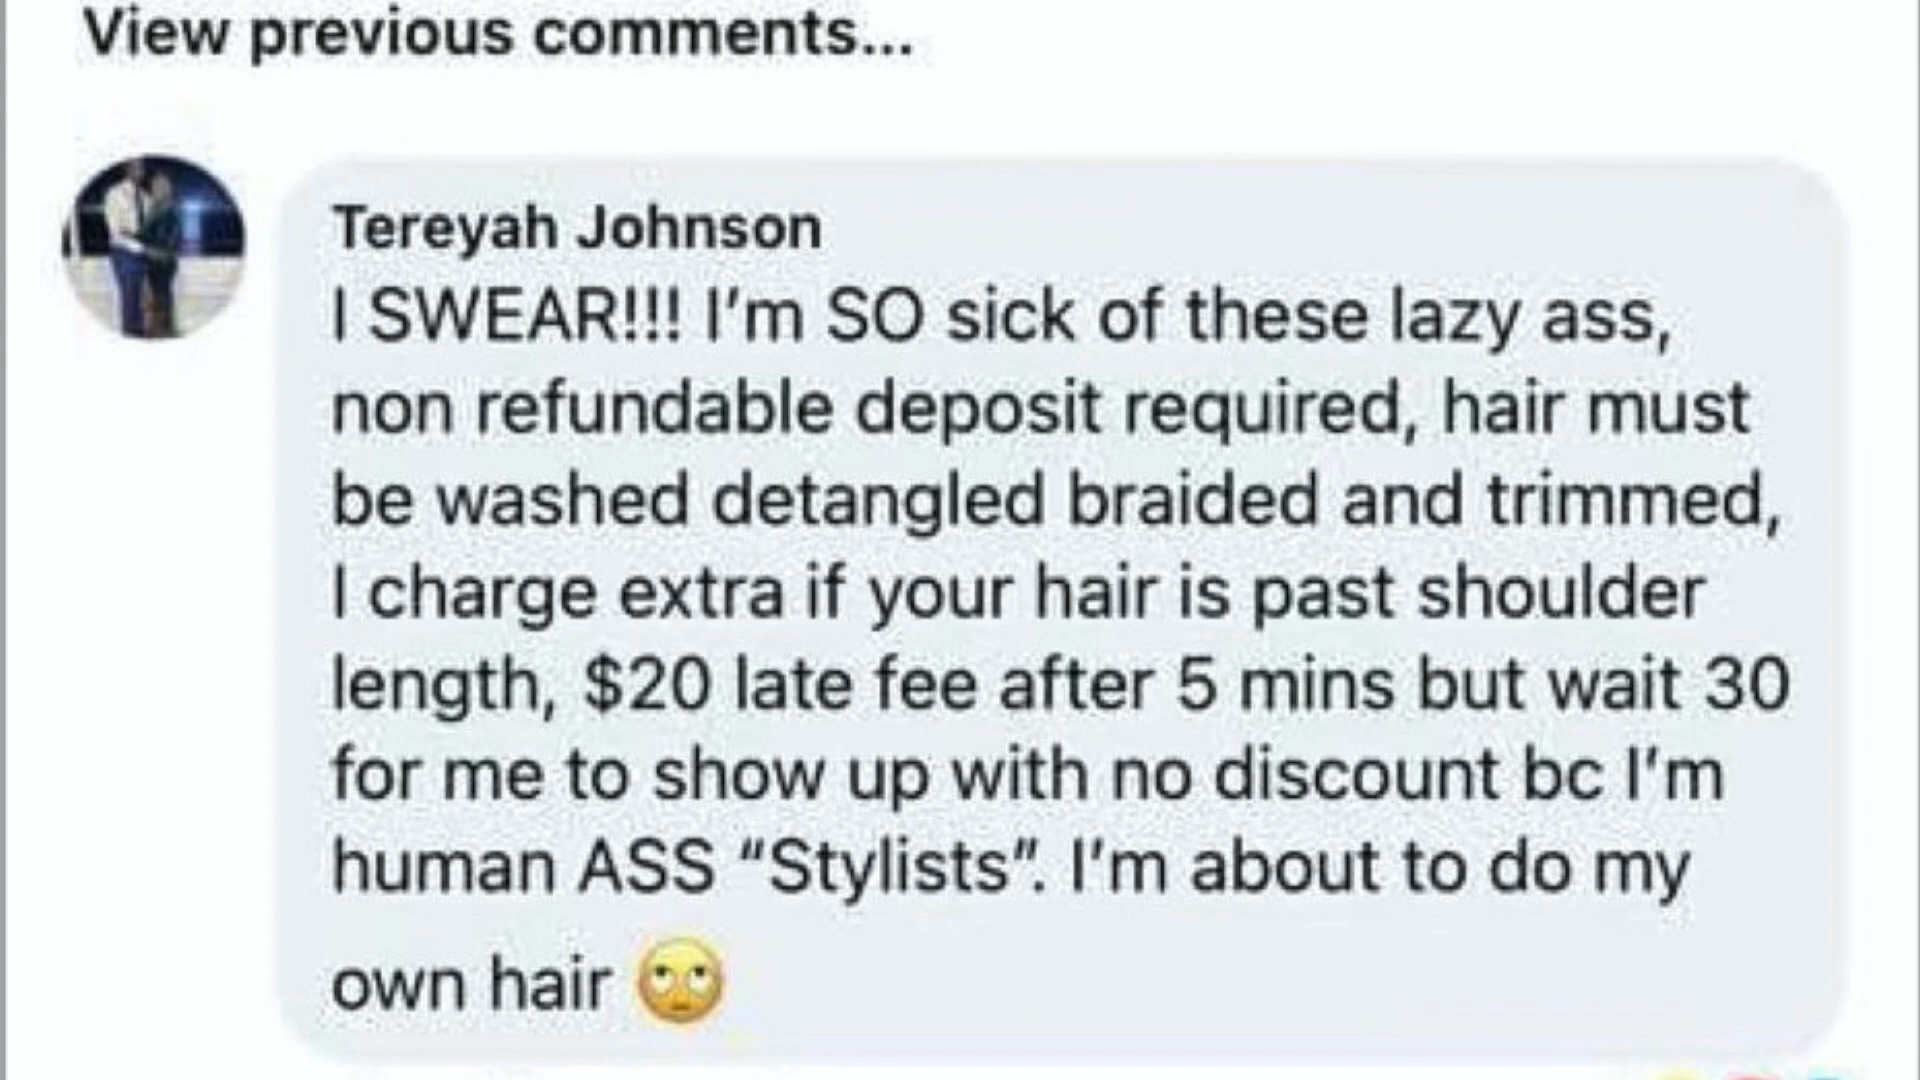 View previous comments...
Tereyah Johnson
I SWEAR!!! I'm SO sick of these lazy ass,
non refundable deposit required, hair must
be washed detangled braided and trimmed,
I charge extra if your hair is past shoulder
length, $20 late fee after 5 mins but wait 30
for me to show up with no discount bc I'm
human ASS “Stylists”. I'm about to do my
own hair 🙄